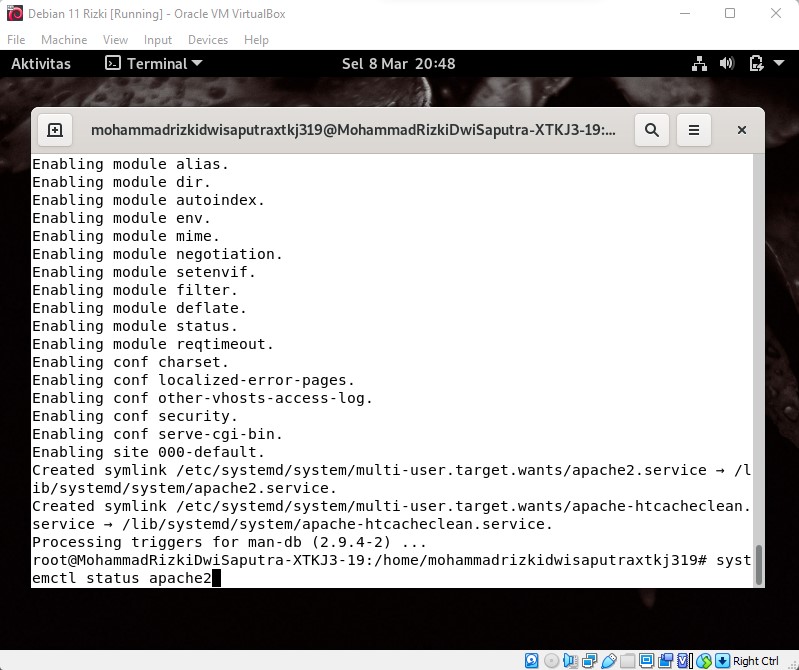 Debian 11 Rizki [Running] - Oracle VM VirtualBox
File Machine View Input Devices Help
Aktivitas Terminal Sel 8 Mar 20:48
mohammadrizkidwisaputraxtkj319@MohammadRizkiDwiSaputra-XTKJ3-19:...
Enabling module alias.
Enabling module dir.
Enabling module autoindex.
Enabling module env.
Enabling module mime.
Enabling module negotiation.
Enabling module setenvif.
Enabling module filter.
Enabling module deflate.
Enabling module status.
Enabling module reqtimeout.
Enabling conf charset.
Enabling conf localized-error-pages.
Enabling conf other-vhosts-access-log.
Enabling conf security.
Enabling conf serve-cgi-bin.
Enabling site 000-default.
Created symlink /etc/systemd/system/multi-user.target.wants/apache2.service → /l
ib/systemd/system/apache2.service.
Created symlink /etc/systemd/system/multi-user.target.wants/apache-htcacheclean.
service → /lib/systemd/system/apache-htcacheclean.service.
Processing triggers for man-db (2.9.4-2) ...
root@MohammadRizkiDwiSaputra-XTKJ3-19:/home/mohammadrizkidwisaputraxtkj319# syst
emctl status apache2
Right Ctrl